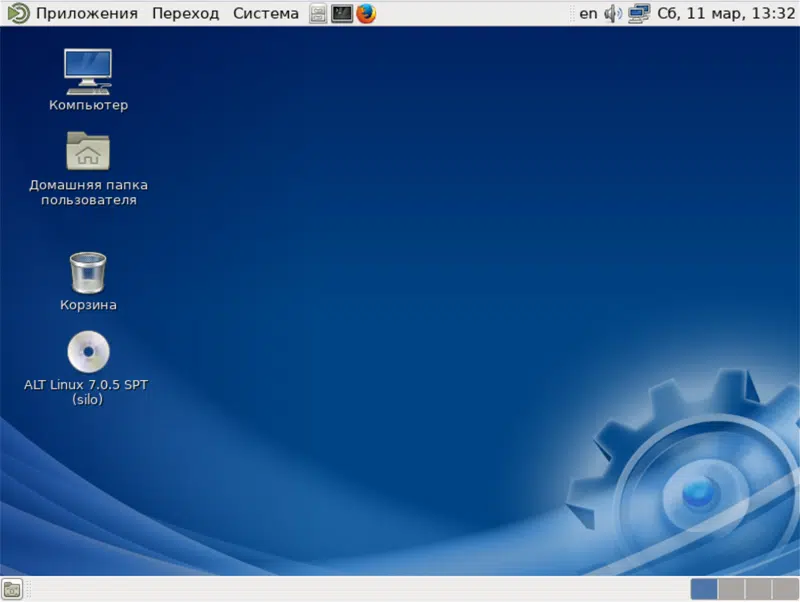 Приложения Переход Система en Сб, 11 мар, 13:32
Компьютер
Домашняя папка
пользователя
Корзина
ALT Linux 7.0.5 SPT
(silo)